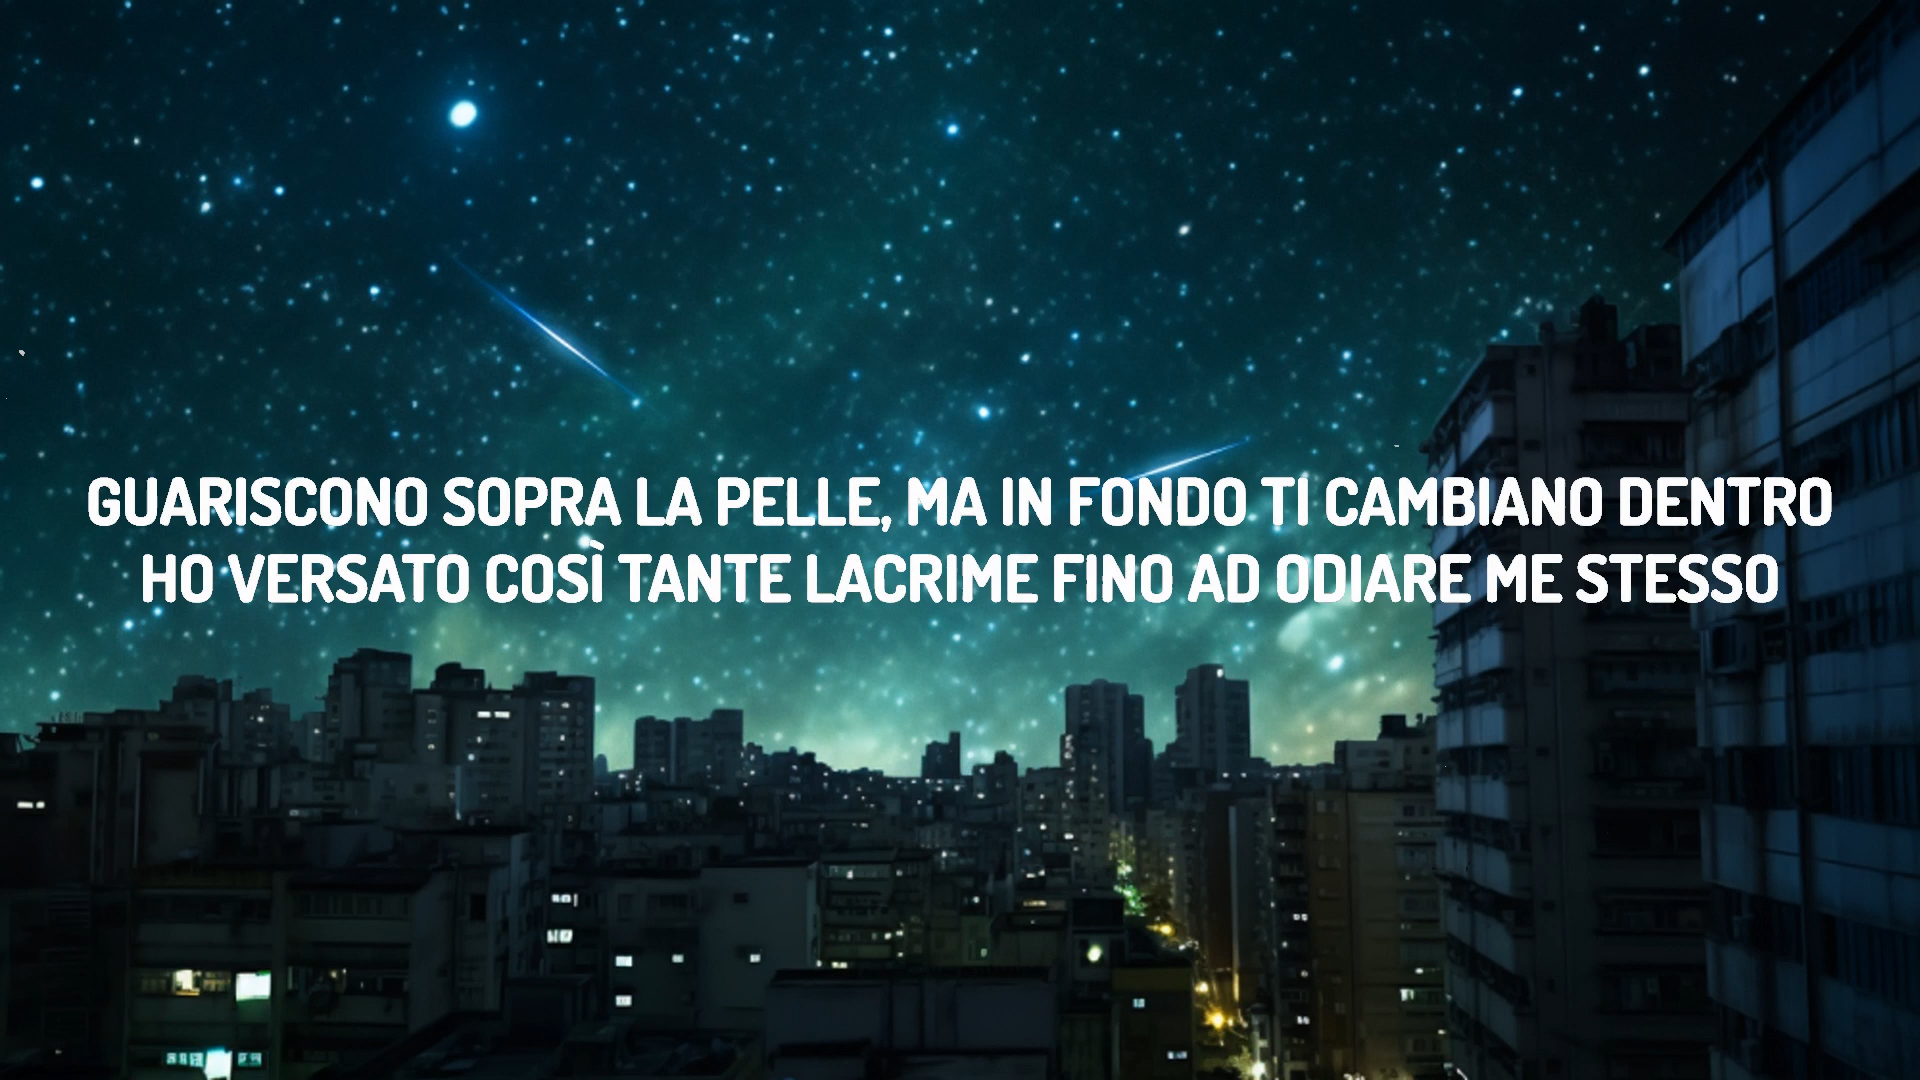 GUARISCONO SOPRA LA PELLE, MA IN FONDO TI CAMBIANO DENTRO
HO VERSATO COSÌ TANTE LACRIME FINO AD ODIARE ME STESSO